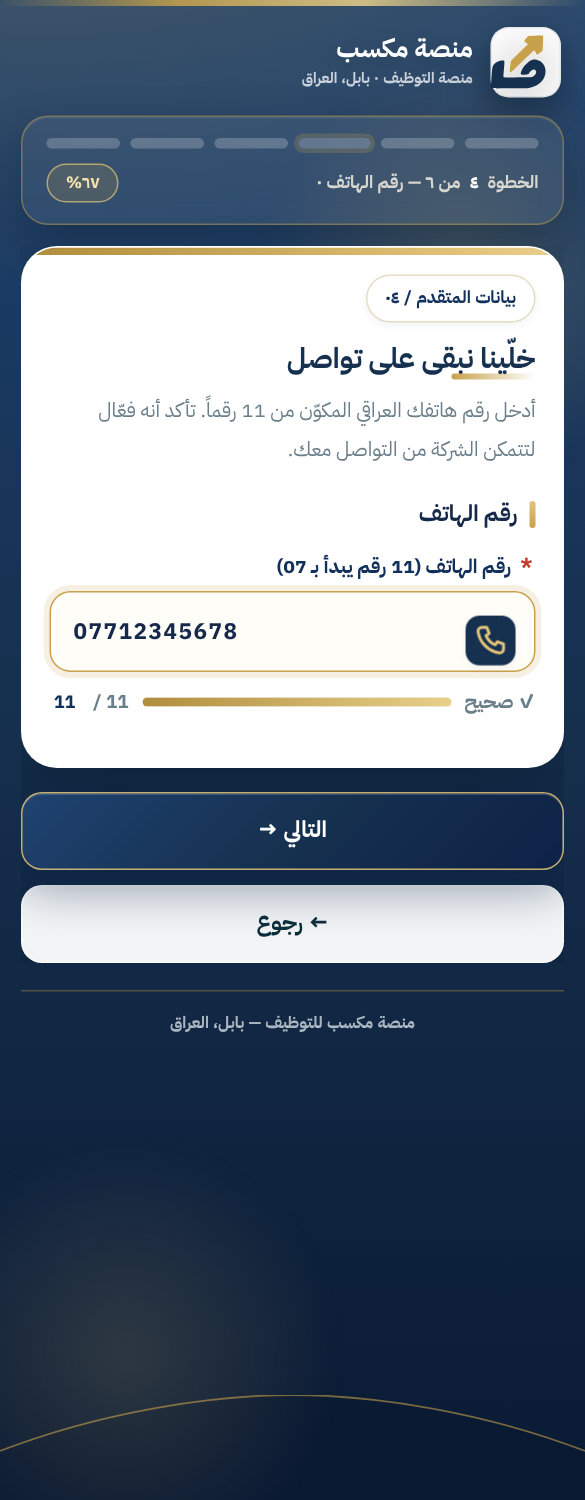 منصة مكسب
منصة التوظيف · بابل، العراق
الخطوة ٤ من ٦ — رقم الهاتف ·
%٦٧
بيانات المتقدم / ٠٤
خلّينا نبقى على تواصل
أدخل رقم هاتفك العراقي المكوّن من 11 رقماً. تأكد أنه فعّال
لتتمكن الشركة من التواصل معك.
رقم الهاتف
* رقم الهاتف (11 رقم يبدأ بـ 07)
07712345678
✓ صحيح
11 / 11
التالي →
← رجوع
منصة مكسب للتوظيف — بابل، العراق